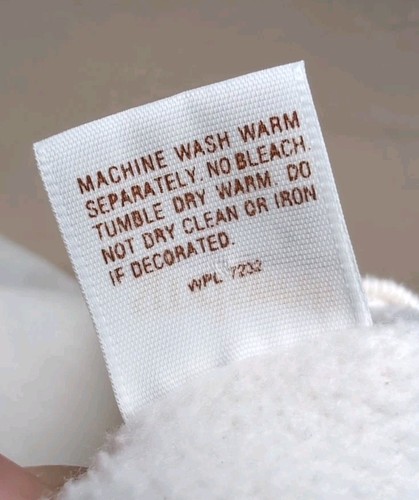 MACHINE WASH WARM
SEPARATELY. NO BLEACH.
TUMBLE DRY WARM. DO
NOT DRY CLEAN OR IRON
IF DECORATED.
WPL 7232